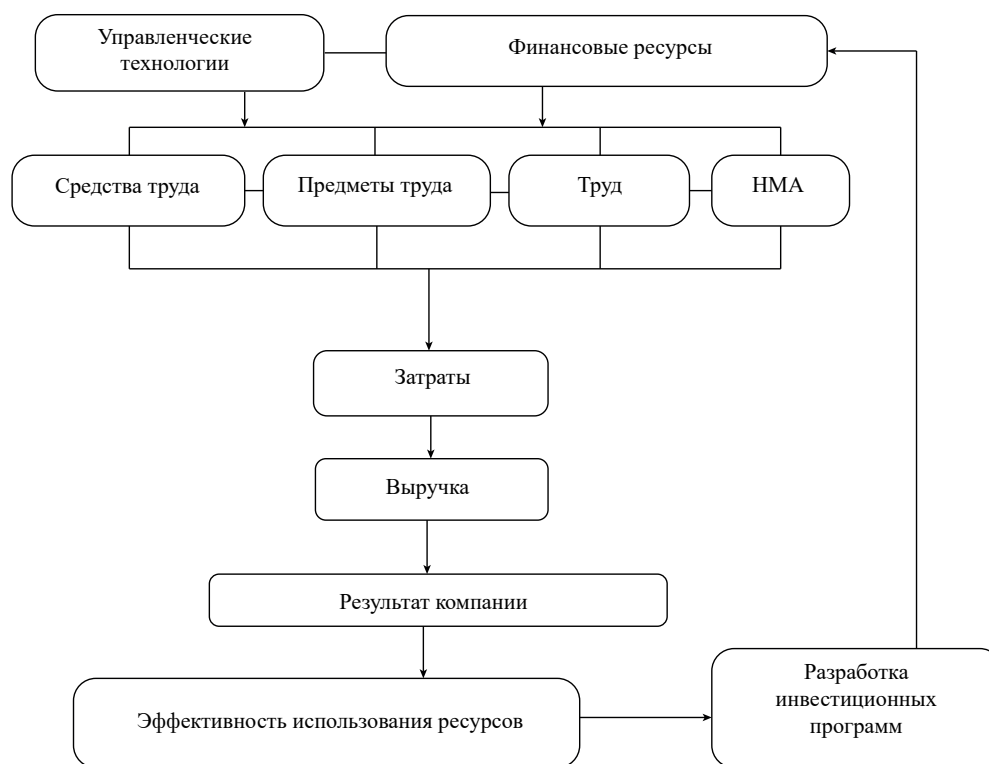 Управленческие
технологии
Финансовые ресурсы
Средства труда
Предметы труда
Труд
НМА
Затраты
Выручка
Результат компании
Эффективность использования ресурсов
Разработка
инвестиционных
программ